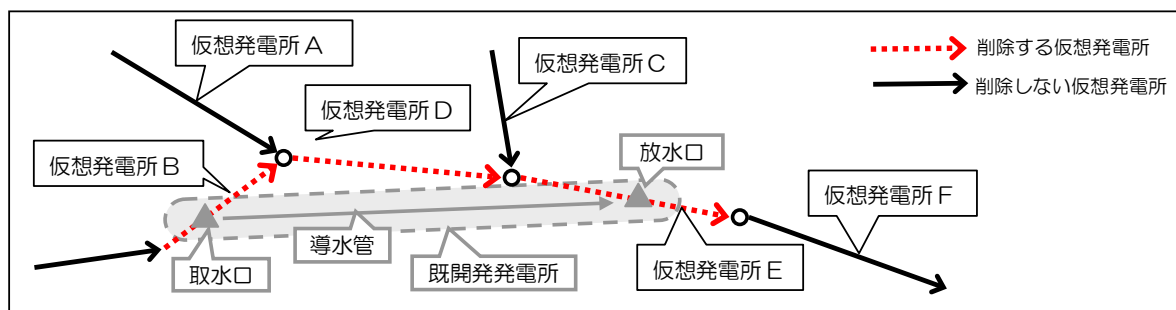 仮想発電所A
仮想発電所C
削除する仮想発電所
削除しない仮想発電所
仮想発電所D
仮想発電所B
放水口
仮想発電所F
導水管
取水口
既開発発電所
仮想発電所E